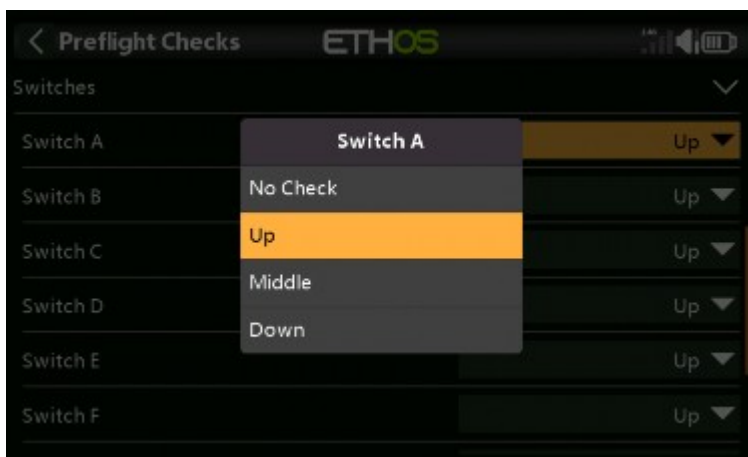 Preflight Checks
ETHOS
Switches
Switch A
Up
Switch B
Up
Switch C
Up
Switch D
Up
Switch E
Up
Switch F
Up
Switch A
No Check
Up
Middle
Down